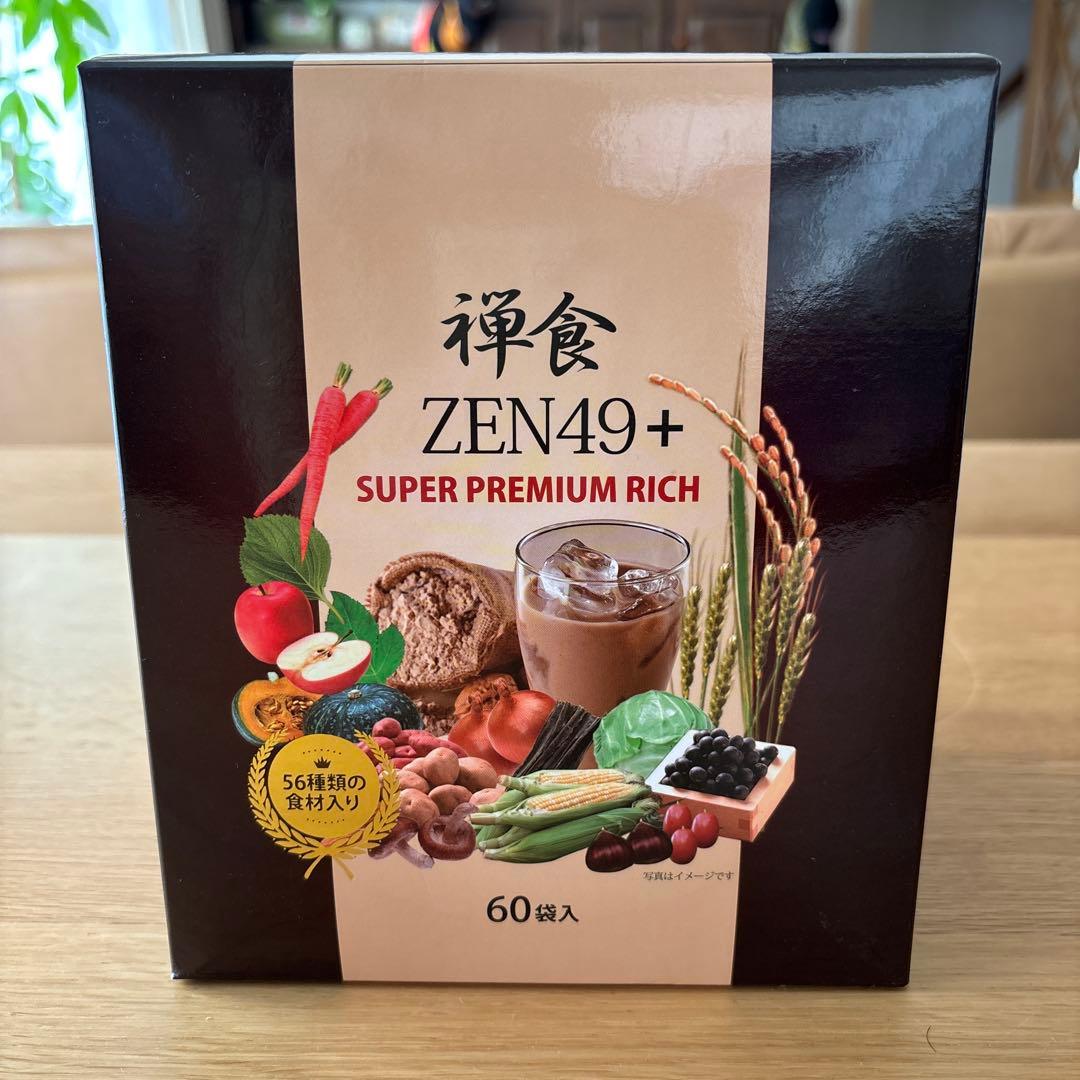 禅食
ZEN49+
SUPER PREMIUM RICH
56種類の
食材入り
写真はイメージです
60袋入